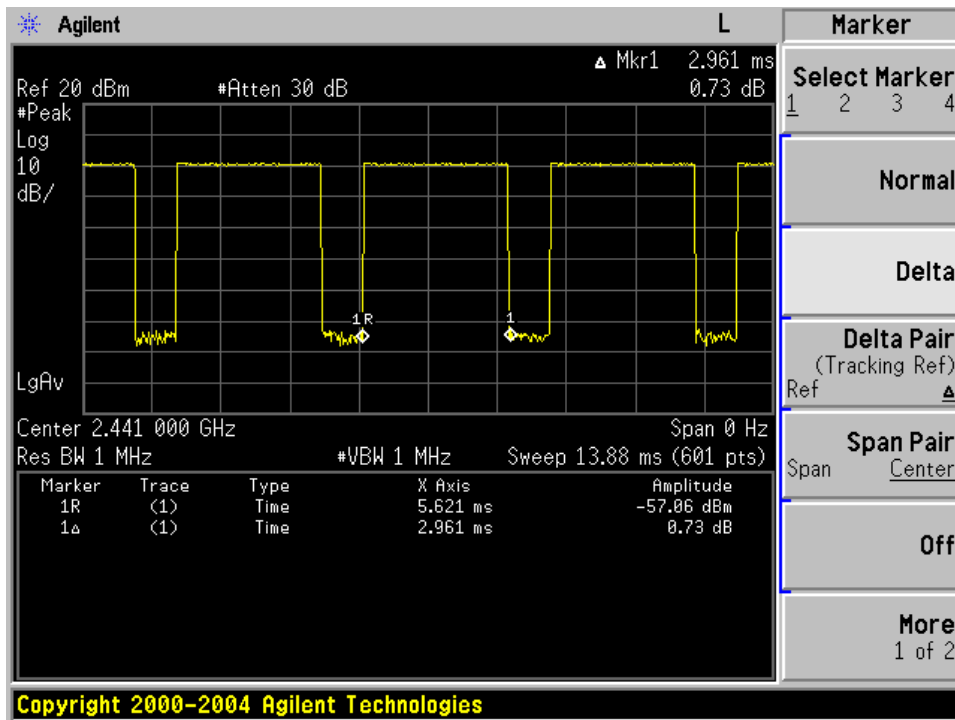 Agilent
L
Marker
△ Mkr1 2.961 ms
Ref 20 dBm #Atten 30 dB 0.73 dB
#Peak
Log
10
dB/
1R
1
LgAv
Center 2.441 000 GHz Span 0 Hz
Res BW 1 MHz #VBW 1 MHz Sweep 13.88 ms (601 pts)
Marker Trace Type X Axis Amplitude
1R (1) Time 5.621 ms -57.06 dBm
1△ (1) Time 2.961 ms 0.73 dB
Select Marker
1 2 3 4
Normal
Delta
Delta Pair
(Tracking Ref)
Ref △
Span Pair
Span Center
Off
More
1 of 2
Copyright 2000-2004 Agilent Technologies